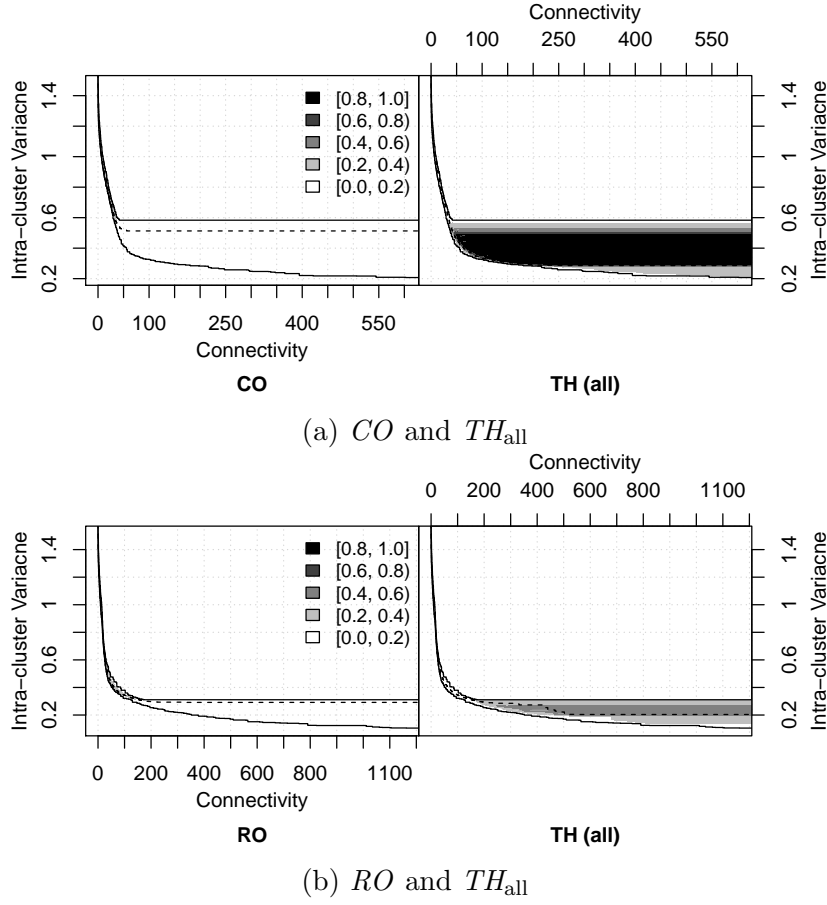 Connectivity
0 100 250 400 550
Intra−cluster Variacne
0.2 0.6 1 1.4
[0.8, 1.0]
[0.6, 0.8)
[0.4, 0.6)
[0.2, 0.4)
[0.0, 0.2)
0.2 0.6 1 1.4
Intra−cluster Variacne
0 100 250 400 550
Connectivity
CO TH (all)
(a) CO and TH_all
Connectivity
0 200 400 600 800 1100
Intra−cluster Variacne
0.2 0.6 1 1.4
[0.8, 1.0]
[0.6, 0.8)
[0.4, 0.6)
[0.2, 0.4)
[0.0, 0.2)
0.2 0.6 1 1.4
Intra−cluster Variacne
0 200 400 600 800 1100
Connectivity
RO TH (all)
(b) RO and TH_all